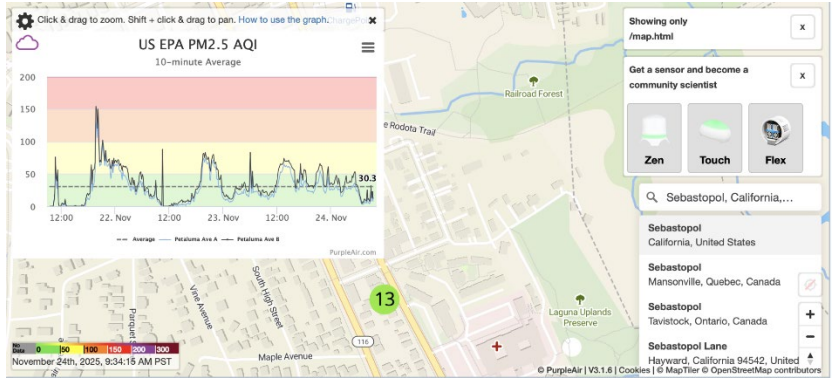 Click & drag to zoom. Shift + click & drag to pan. How to use the graph.
US EPA PM2.5 AQI
10-minute Average
200
150
100
50
0
30.3
12:00 22. Nov 12:00 23. Nov 12:00 24. Nov
Average Petaluma Ave A Petaluma Ave B
PurpleAir.com
Railroad Forest
e Rodota Trail
13
Laguna Uplands
Preserve
116
South High Street
Vine Avenue
Parquet
Maple Avenue
No
Data 0 |50 |100 |150 |200 |300
November 24th, 2025, 9:34:15 AM PST
Showing only
/map.html
x
Get a sensor and become a
community scientist
x
Zen Touch Flex
Sebastopol, California,...
Sebastopol
California, United States
Sebastopol
Mansonville, Quebec, Canada
Sebastopol
Tavistock, Ontario, Canada
Sebastopol Lane
Hayward, California 94542, United
© PurpleAir | V3.1.6 | Cookies | © MapTiler © OpenStreetMap contributors